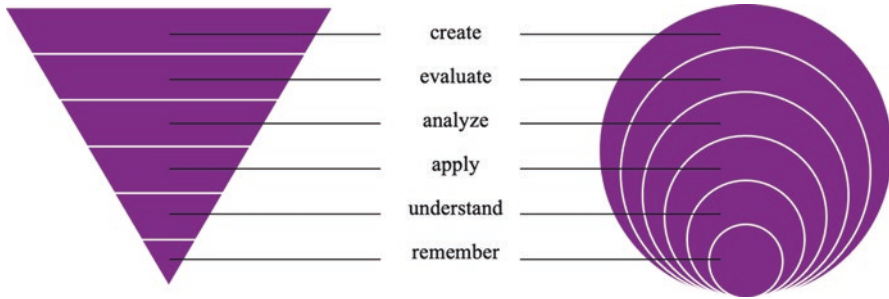 create
evaluate
analyze
apply
understand
remember